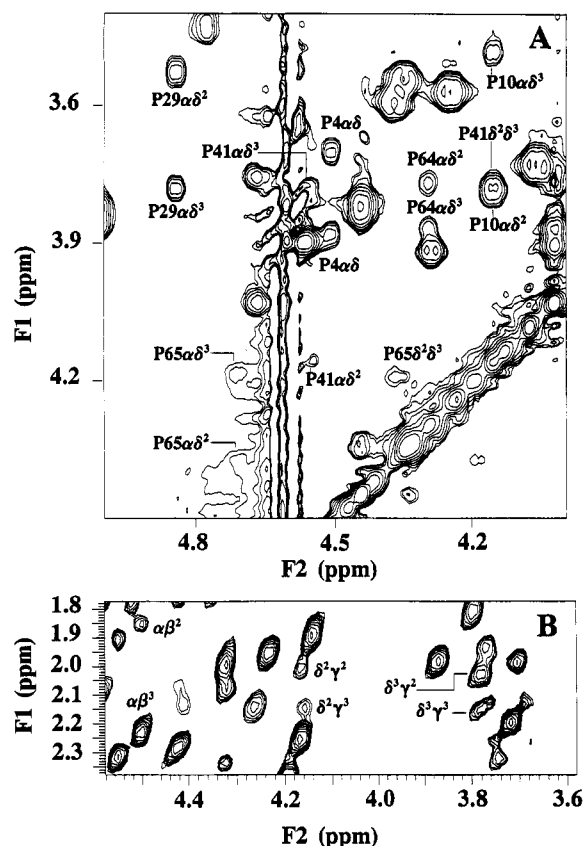 A
P29αδ²
P10αδ³
3.6
P41αδ³
P4αδ
P41δ²δ³
P64αδ²
P29αδ³
P64αδ³
P10αδ²
3.9
P4αδ
F1 (ppm)
P65αδ³
P65δ²δ³
4.2
P41αδ²
P65αδ²
4.8 4.5 4.2
F2 (ppm)
B
1.8
1.9
2.0
2.1
2.2
2.3
F1 (ppm)
αβ²
δ²γ²
δ³γ²
αβ³
δ²γ³
δ³γ³
4.4 4.2 4.0 3.8 3.6
F2 (ppm)